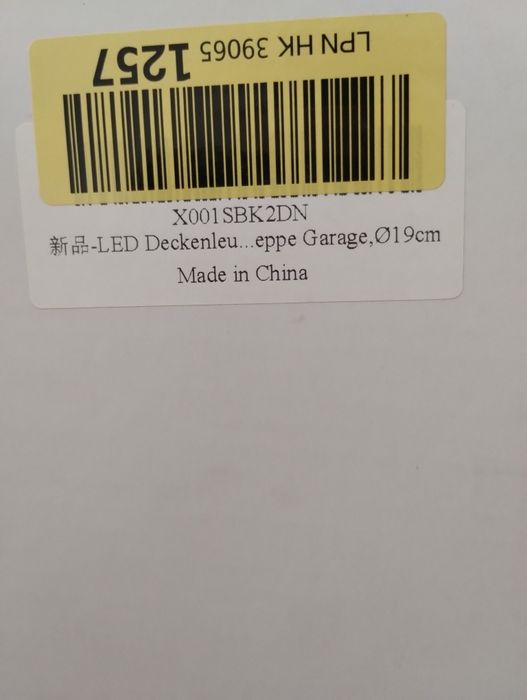 LPN HK 39065 1257
X001SBK2DN
新品-LED Deckenleu...eppe Garage,Ø19cm
Made in China